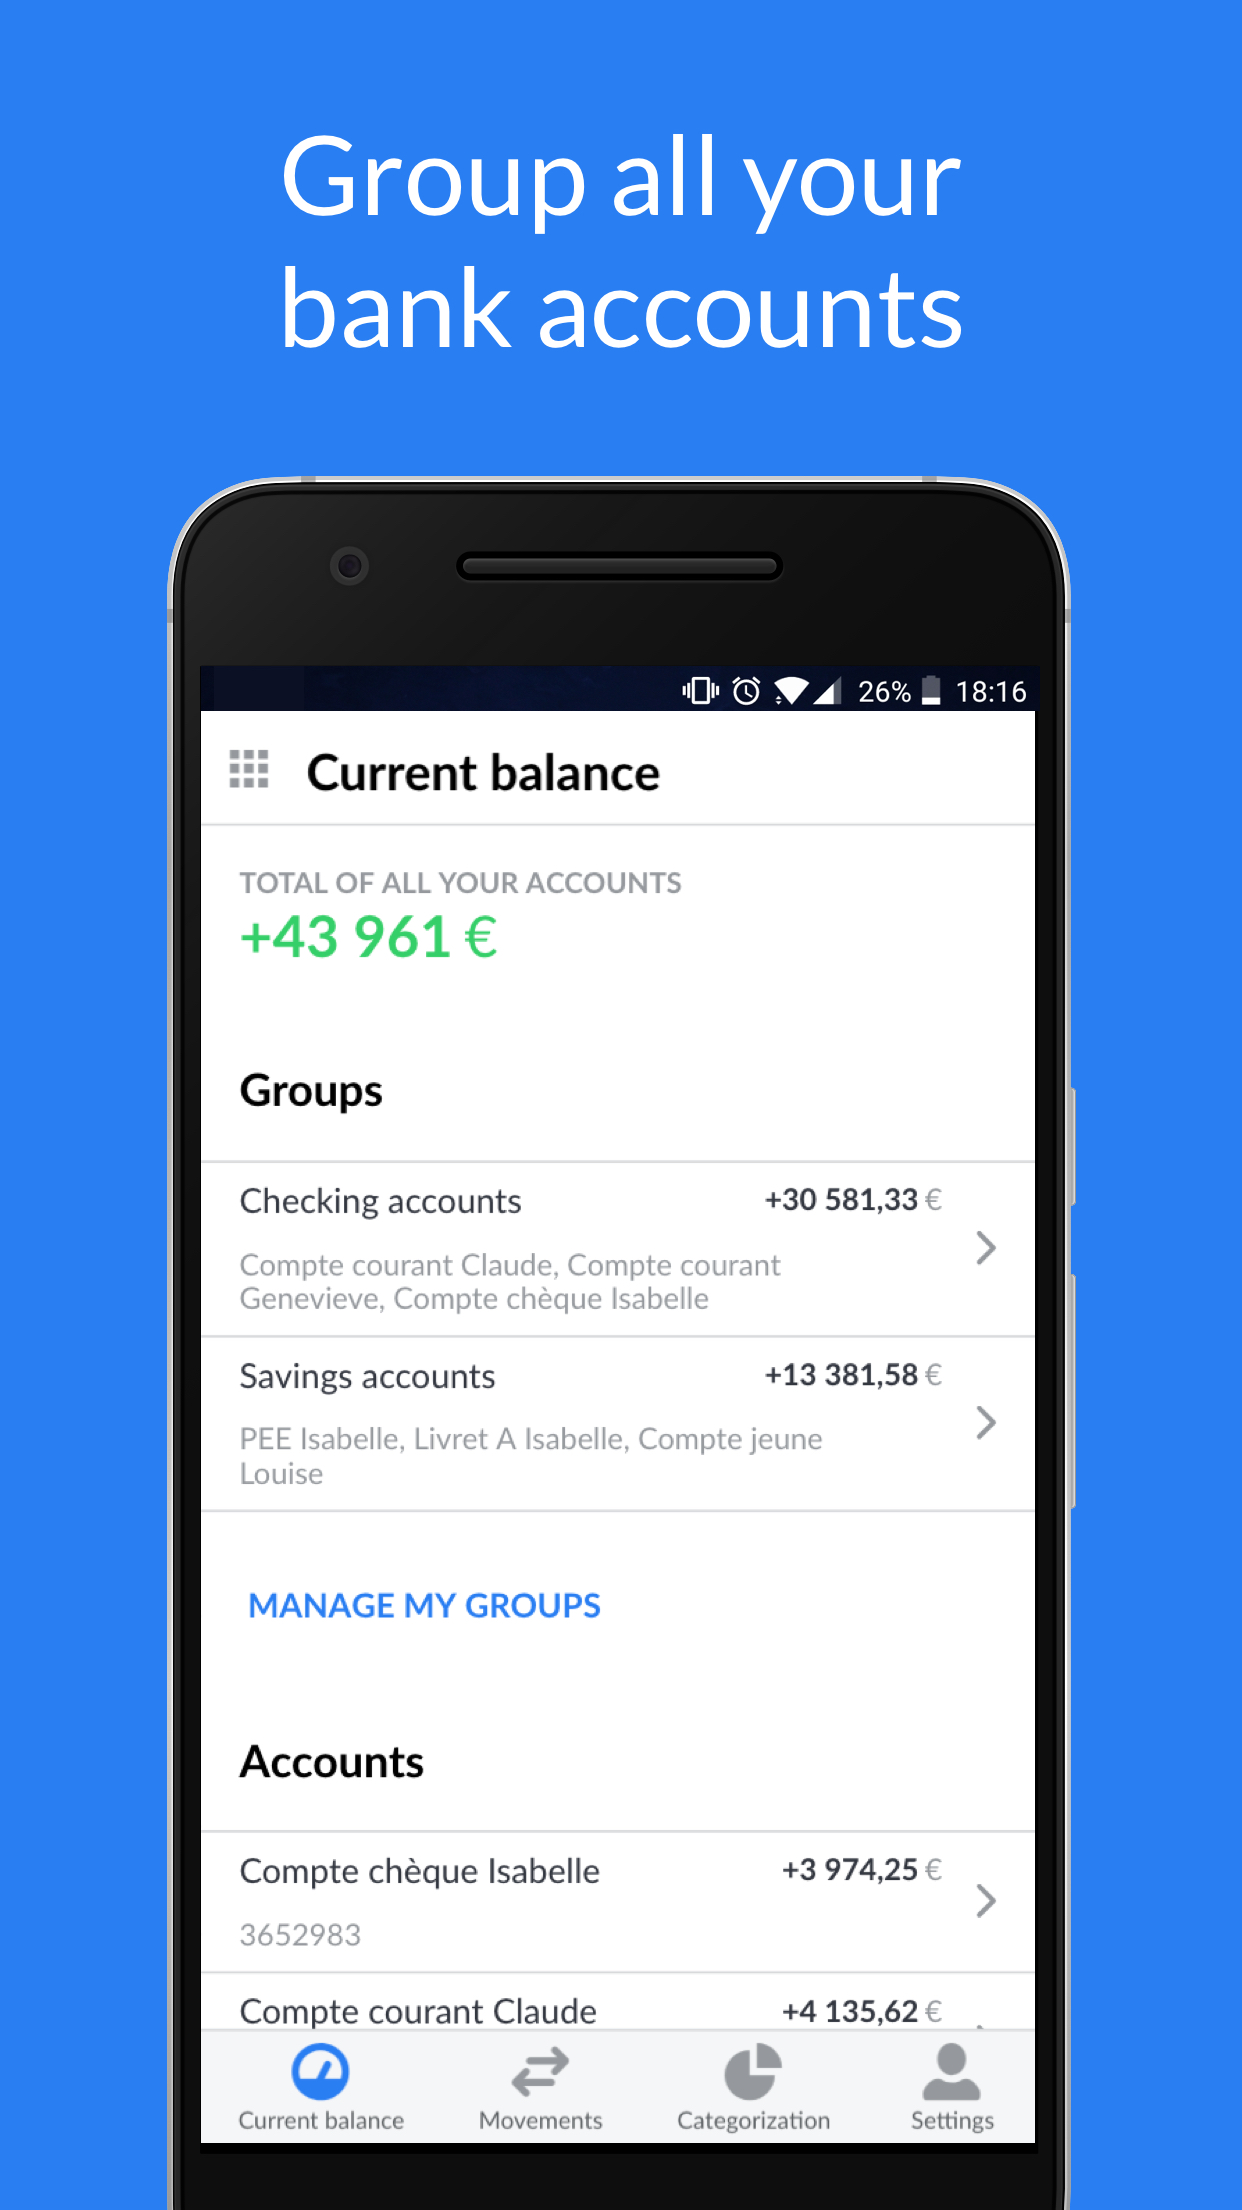 Group all your
bank accounts
26% 18:16
Current balance
TOTAL OF ALL YOUR ACCOUNTS
+43 961 €
Groups
Checking accounts +30 581,33 €
Compte courant Claude, Compte courant
Genevieve, Compte chèque Isabelle
Savings accounts +13 381,58 €
PEE Isabelle, Livret A Isabelle, Compte jeune
Louise
MANAGE MY GROUPS
Accounts
Compte chèque Isabelle +3 974,25 €
3652983
Compte courant Claude +4 135,62 €
Current balance Movements Categorization Settings